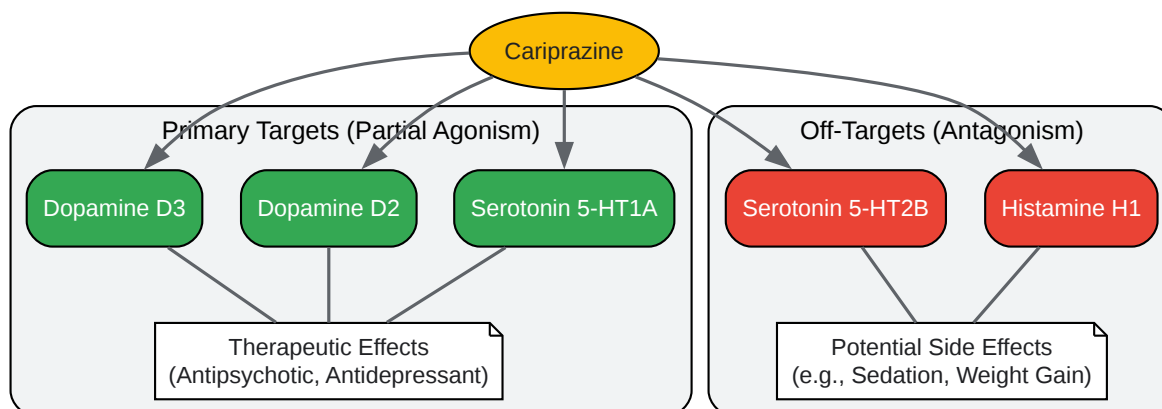 Cariprazine
Primary Targets (Partial Agonism)
Off-Targets (Antagonism)
Dopamine D3
Dopamine D2
Serotonin 5-HT1A
Serotonin 5-HT2B
Histamine H1
Therapeutic Effects
(Antipsychotic, Antidepressant)
Potential Side Effects
(e.g., Sedation, Weight Gain)